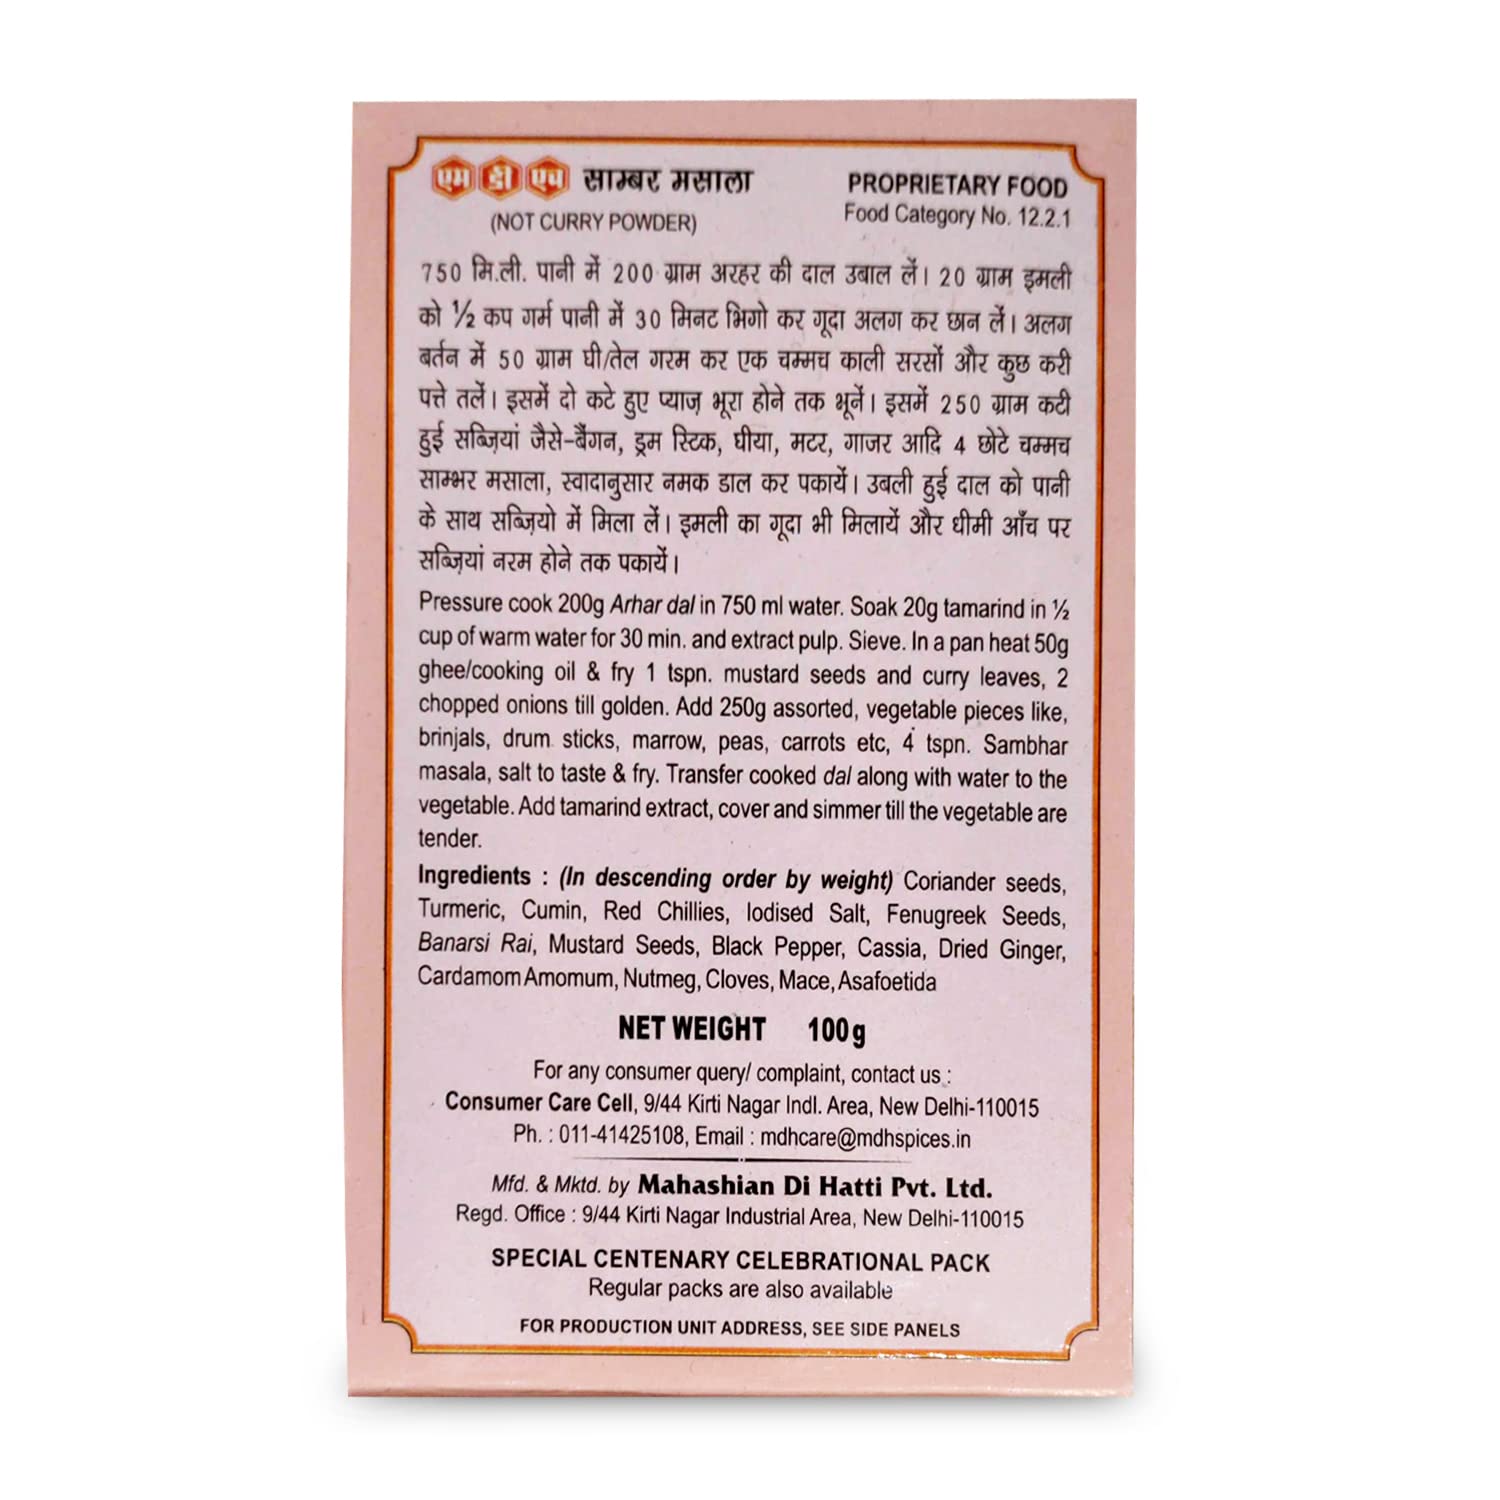 एम डी एच साम्बर मसाला
(NOT CURRY POWDER)
PROPRIETARY FOOD
Food Category No. 12.2.1
750 मि.ली. पानी में 200 ग्राम अरहर की दाल उबाल लें। 20 ग्राम इमली
को ½ कप गर्म पानी में 30 मिनट भिगो कर गूदा अलग कर छान लें। अलग
बर्तन में 50 ग्राम घी/तेल गरम कर एक चम्मच काली सरसों और कुछ करी
पत्ते तलें। इसमें दो कटे हुए प्याज़ भूरा होने तक भूनें। इसमें 250 ग्राम कटी
हुई सब्ज़ियां जैसे-बैंगन, ड्रम स्टिक, घीया, मटर, गाजर आदि 4 छोटे चम्मच
साम्भर मसाला, स्वादानुसार नमक डाल कर पकायें। उबली हुई दाल को पानी
के साथ सब्ज़ियो में मिला लें। इमली का गूदा भी मिलायें और धीमी आँच पर
सब्ज़ियां नरम होने तक पकायें।
Pressure cook 200g Arhar dal in 750 ml water. Soak 20g tamarind in ½
cup of warm water for 30 min. and extract pulp. Sieve. In a pan heat 50g
ghee/cooking oil & fry 1 tspn. mustard seeds and curry leaves, 2
chopped onions till golden. Add 250g assorted, vegetable pieces like,
brinjals, drum sticks, marrow, peas, carrots etc, 4 tspn. Sambhar
masala, salt to taste & fry. Transfer cooked dal along with water to the
vegetable. Add tamarind extract, cover and simmer till the vegetable are
tender.
Ingredients : (In descending order by weight) Coriander seeds,
Turmeric, Cumin, Red Chillies, Iodised Salt, Fenugreek Seeds,
Banarsi Rai, Mustard Seeds, Black Pepper, Cassia, Dried Ginger,
Cardamom Amomum, Nutmeg, Cloves, Mace, Asafoetida
NET WEIGHT 100g
For any consumer query/ complaint, contact us :
Consumer Care Cell, 9/44 Kirti Nagar Indl. Area, New Delhi-110015
Ph. : 011-41425108, Email : mdhcare@mdhspices.in
Mfd. & Mktd. by Mahashian Di Hatti Pvt. Ltd.
Regd. Office : 9/44 Kirti Nagar Industrial Area, New Delhi-110015
SPECIAL CENTENARY CELEBRATIONAL PACK
Regular packs are also available
FOR PRODUCTION UNIT ADDRESS, SEE SIDE PANELS